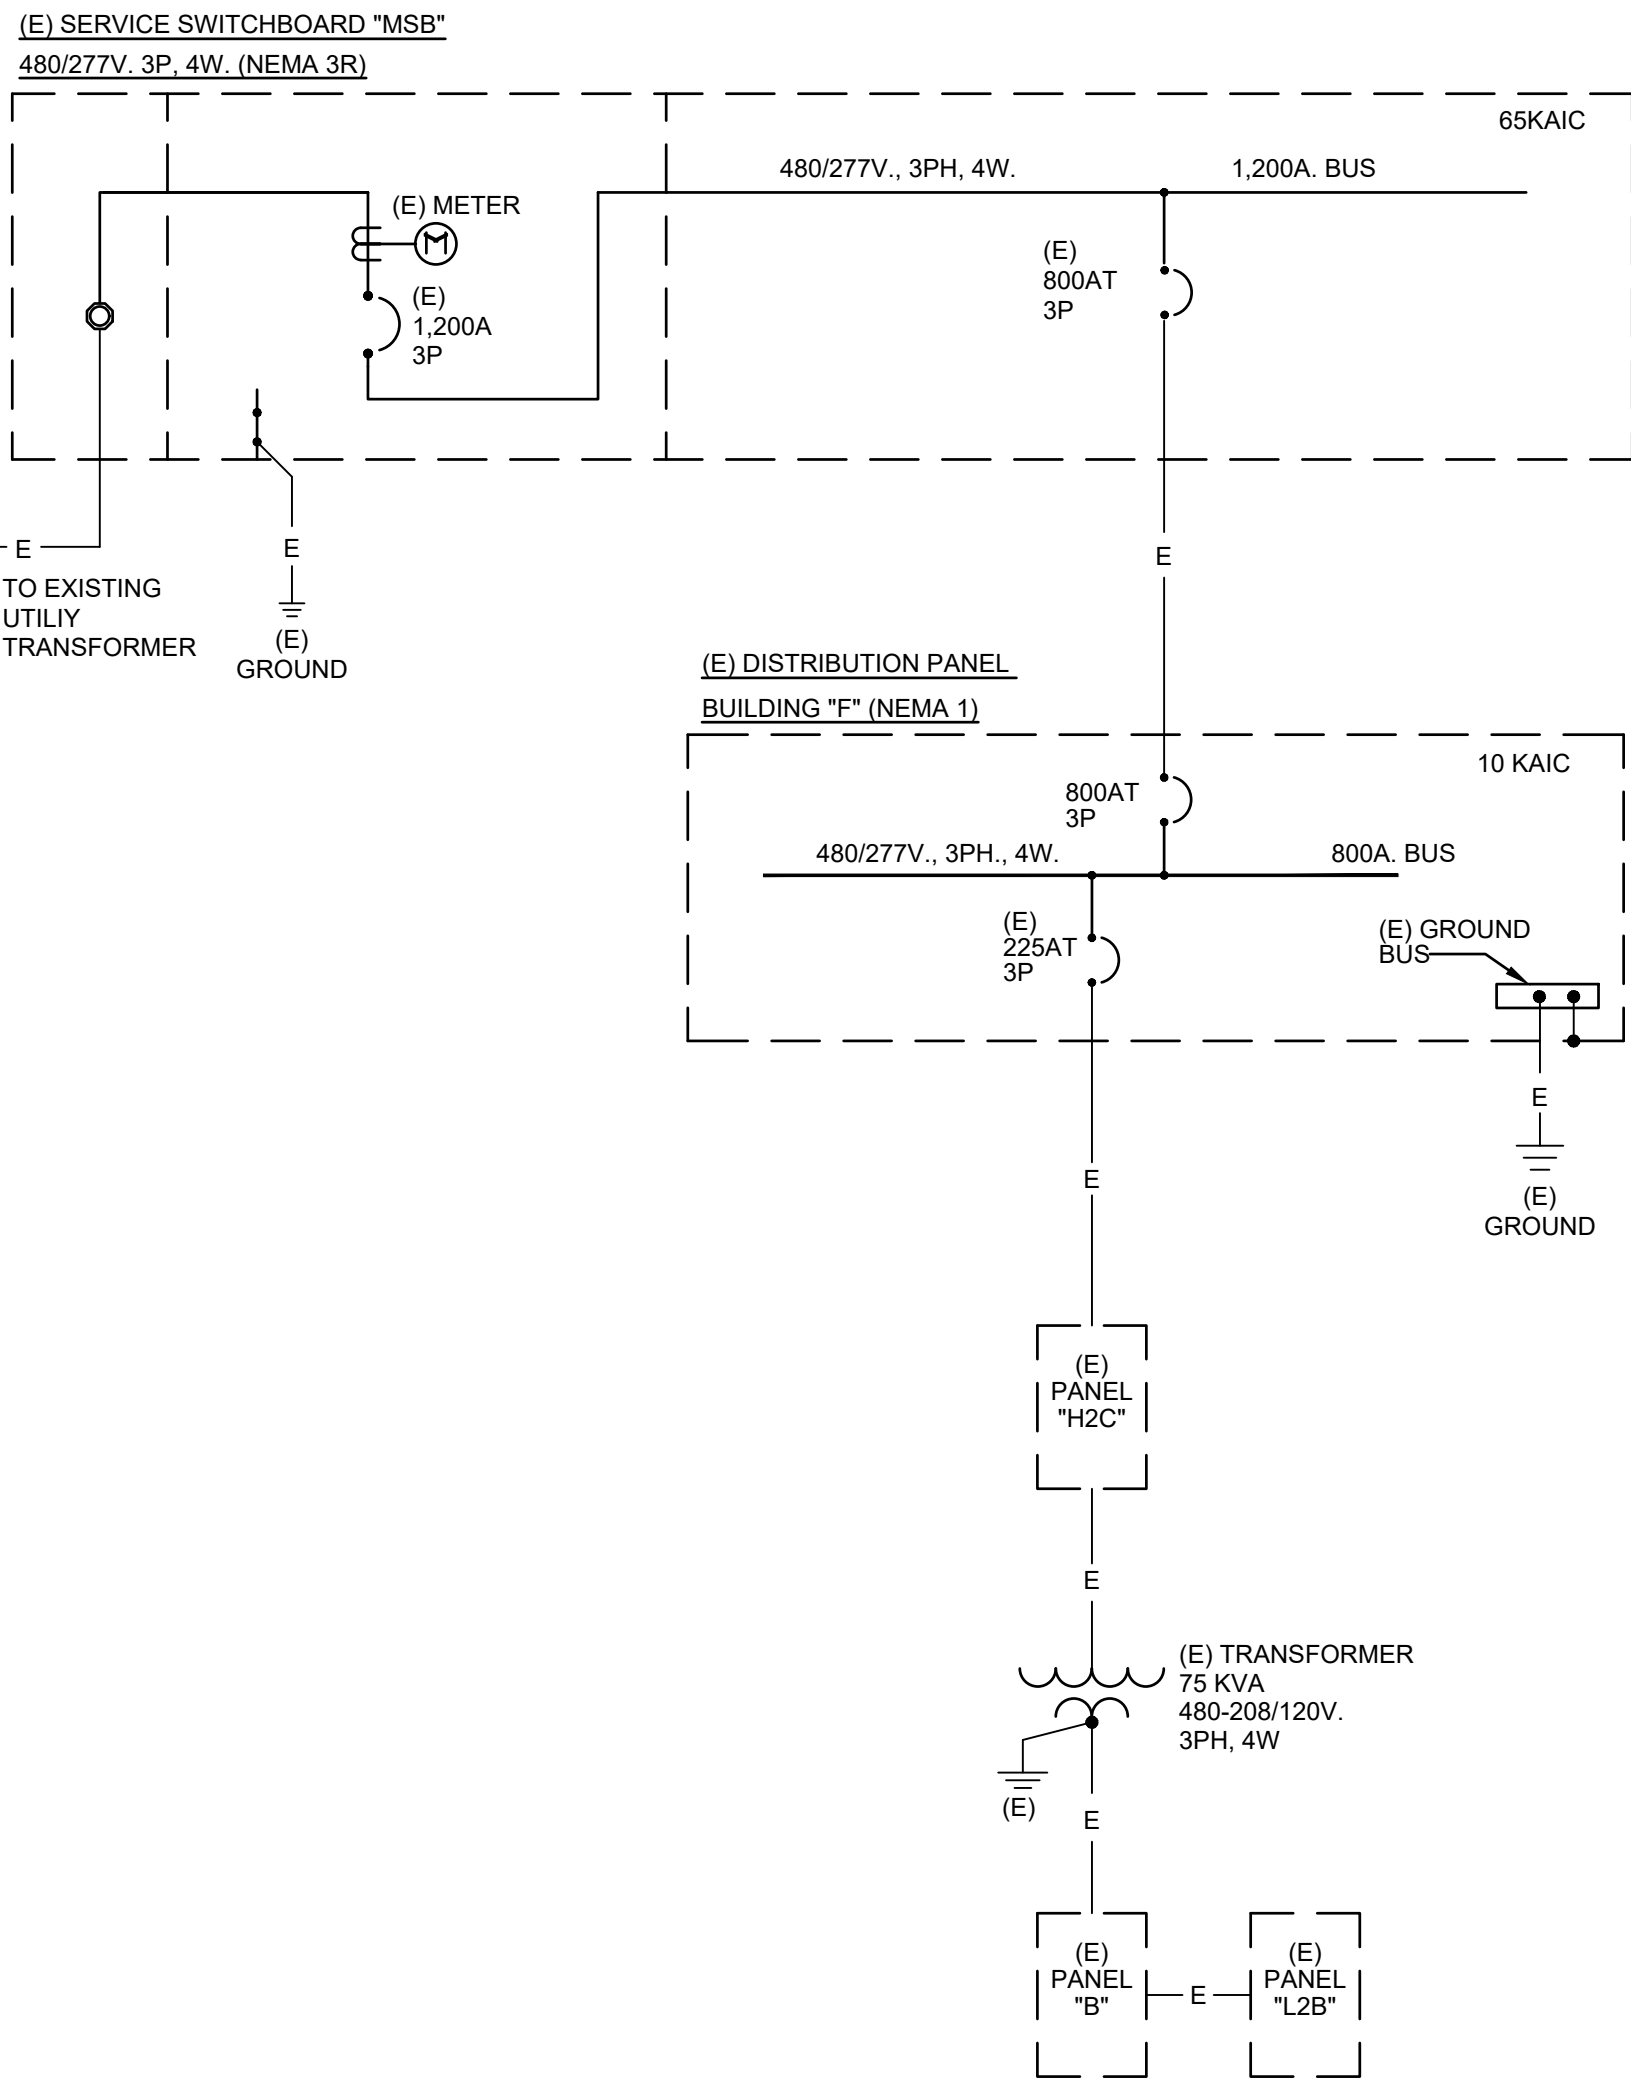 (E) SERVICE SWITCHBOARD "MSB"
480/277V. 3P, 4W. (NEMA 3R)
65KAIC
480/277V., 3PH, 4W.
1,200A. BUS
(E) METER
M
(E)
1,200A
3P
(E)
800AT
3P
E
TO EXISTING
UTILIY
TRANSFORMER
E
(E)
GROUND
E
(E) DISTRIBUTION PANEL
BUILDING "F" (NEMA 1)
10 KAIC
800AT
3P
480/277V., 3PH., 4W.
800A. BUS
(E)
225AT
3P
(E) GROUND
BUS
E
(E)
GROUND
E
(E)
PANEL
"H2C"
E
(E) TRANSFORMER
75 KVA
480-208/120V.
3PH, 4W
(E)
E
(E)
PANEL
"B"
E
(E)
PANEL
"L2B"